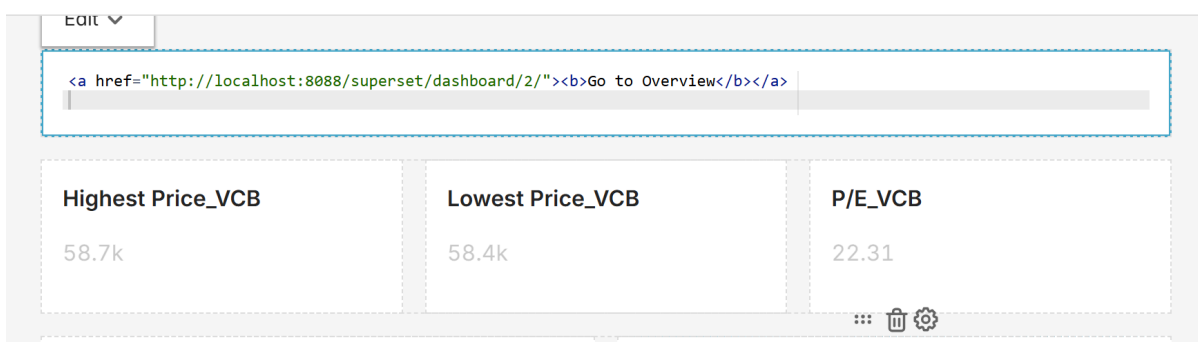 Edit
<a href="http://localhost:8088/superset/dashboard/2/"><b>Go to Overview</b></a>
Highest Price_VCB
Lowest Price_VCB
P/E_VCB
58.7k
58.4k
22.31